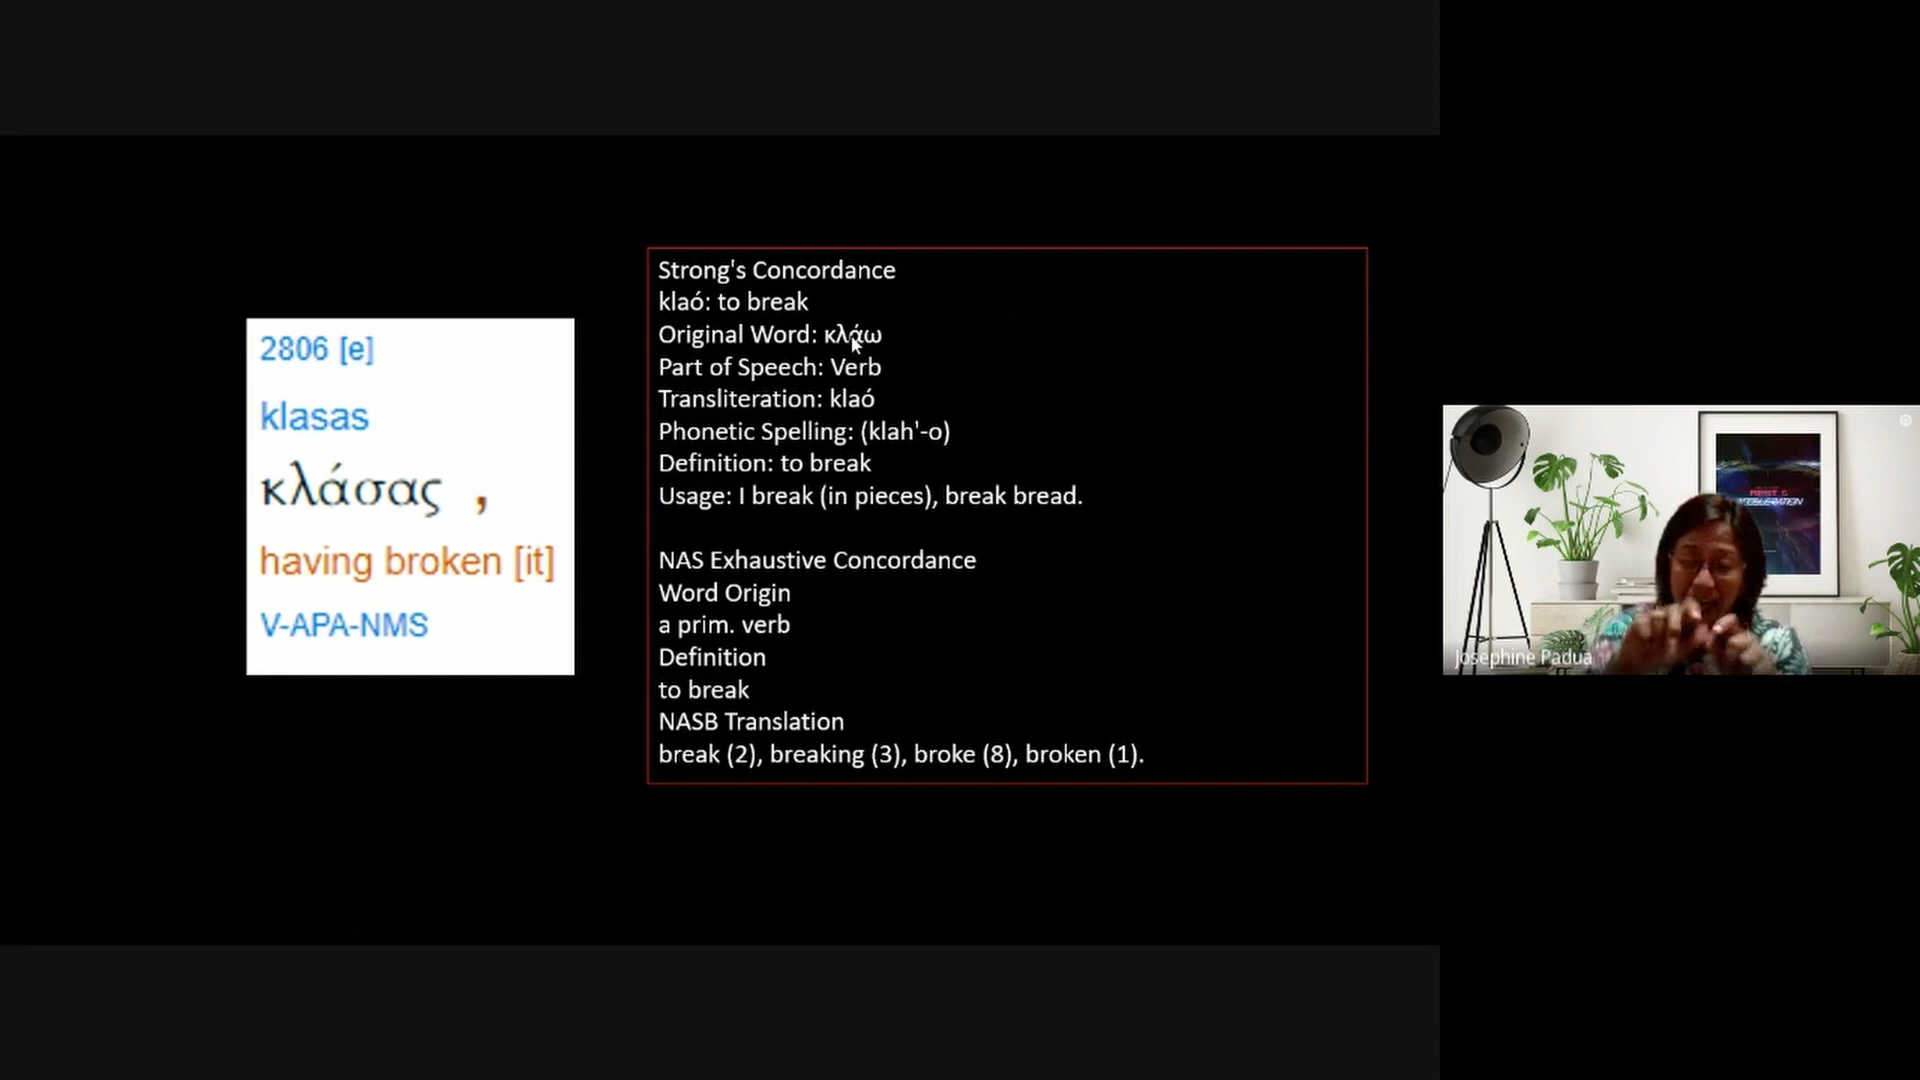 2806 [e]
klasas
κλάσας ,
having broken [it]
V-APA-NMS
Strong's Concordance
klaó: to break
Original Word: κλάω
Part of Speech: Verb
Transliteration: klaó
Phonetic Spelling: (klah'-o)
Definition: to break
Usage: I break (in pieces), break bread.
NAS Exhaustive Concordance
Word Origin
a prim. verb
Definition
to break
NASB Translation
break (2), breaking (3), broke (8), broken (1).
REST &
ACCELERATION
Josephine Padua